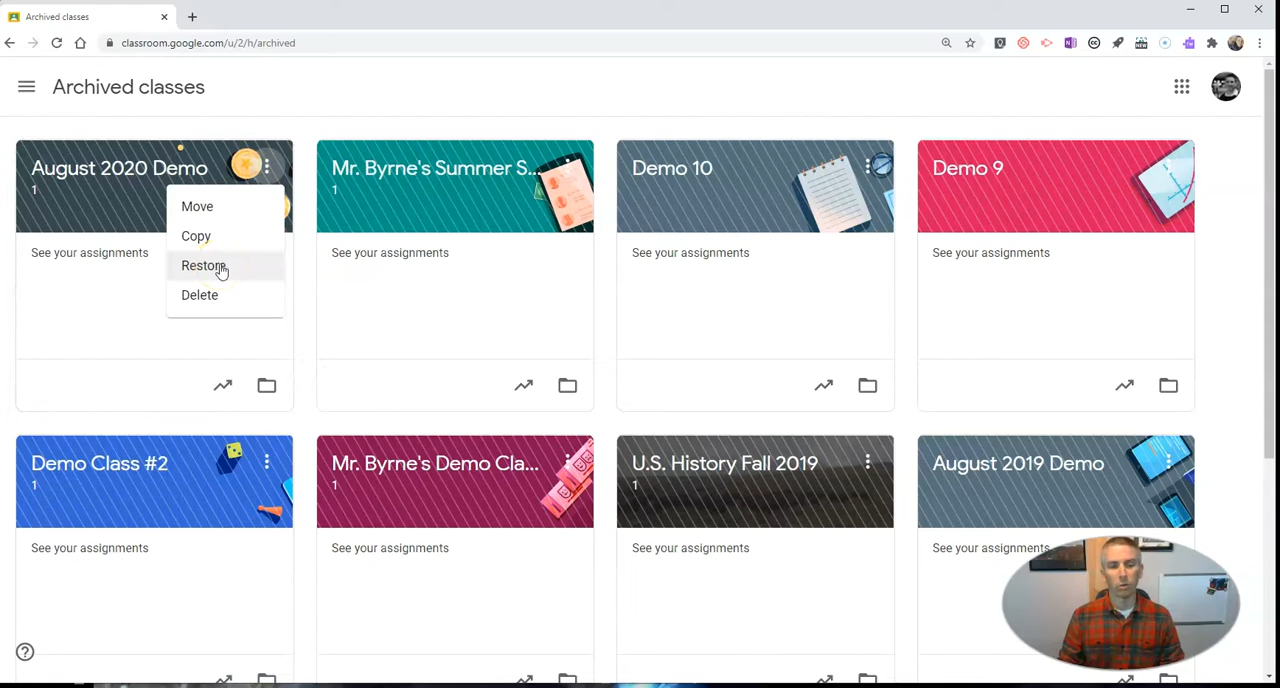 Archived classes
classroom.google.com/u/2/h/archived
Archived classes
August 2020 Demo
1
Move
Copy
Restore
Delete
See your assignments
Mr. Byrne's Summer S...
1
See your assignments
Demo 10
See your assignments
Demo 9
See your assignments
Demo Class #2
1
See your assignments
Mr. Byrne's Demo Cla...
1
See your assignments
U.S. History Fall 2019
1
See your assignments
August 2019 Demo
See your assignments